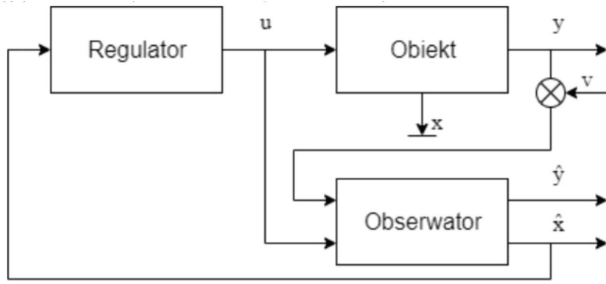 u
y
Regulator
Obiekt
v
x
ŷ
Obserwator
x̂